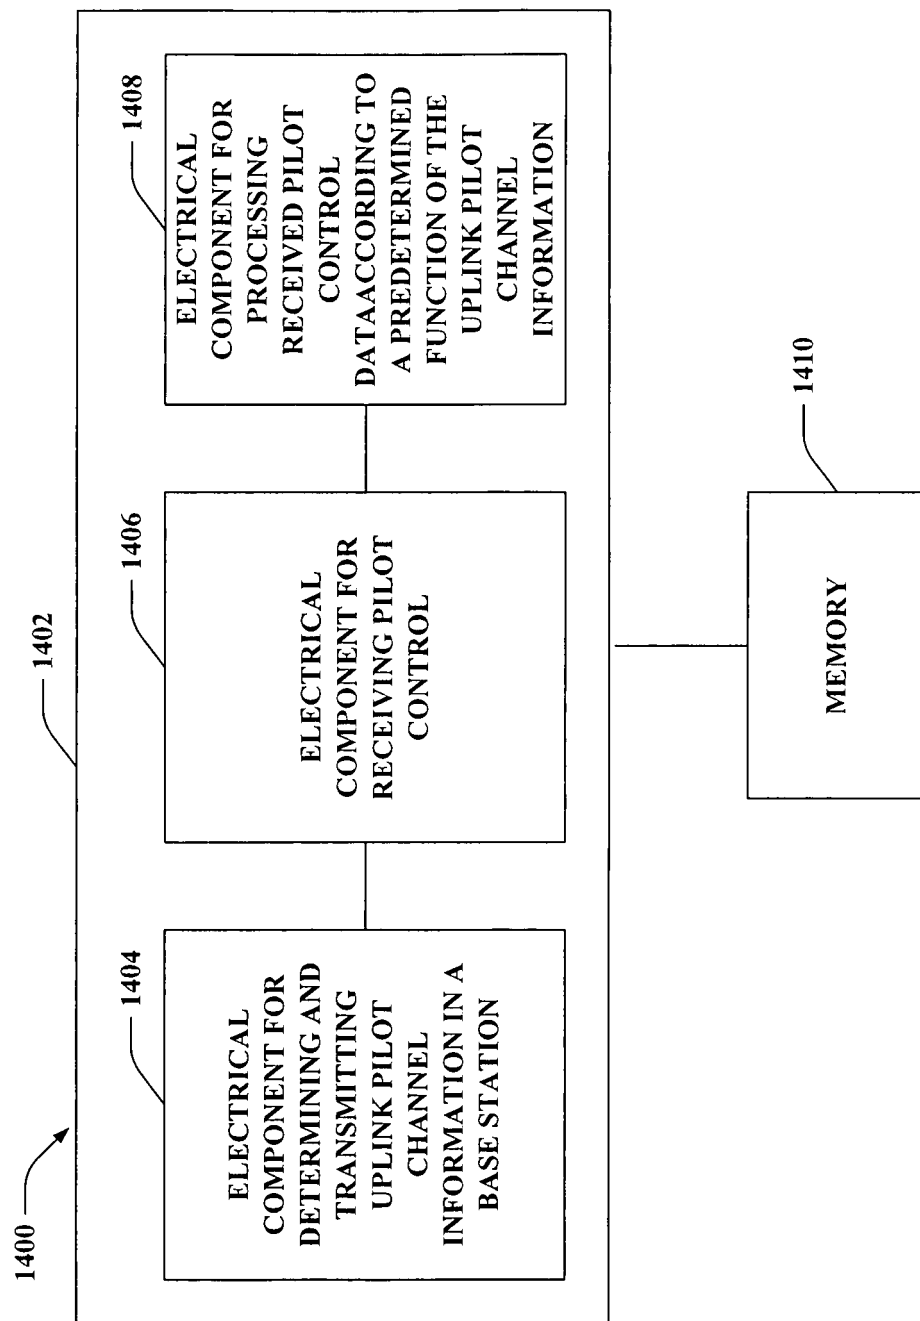 1400
1402
1404
ELECTRICAL
COMPONENT FOR
DETERMINING AND
TRANSMITTING
UPLINK PILOT
CHANNEL
INFORMATION IN A
BASE STATION
1406
ELECTRICAL
COMPONENT FOR
RECEIVING PILOT
CONTROL
1408
ELECTRICAL
COMPONENT FOR
PROCESSING
RECEIVED PILOT
CONTROL
DATAACCORDING TO
A PREDETERMINED
FUNCTION OF THE
UPLINK PILOT
CHANNEL
INFORMATION
1410
MEMORY